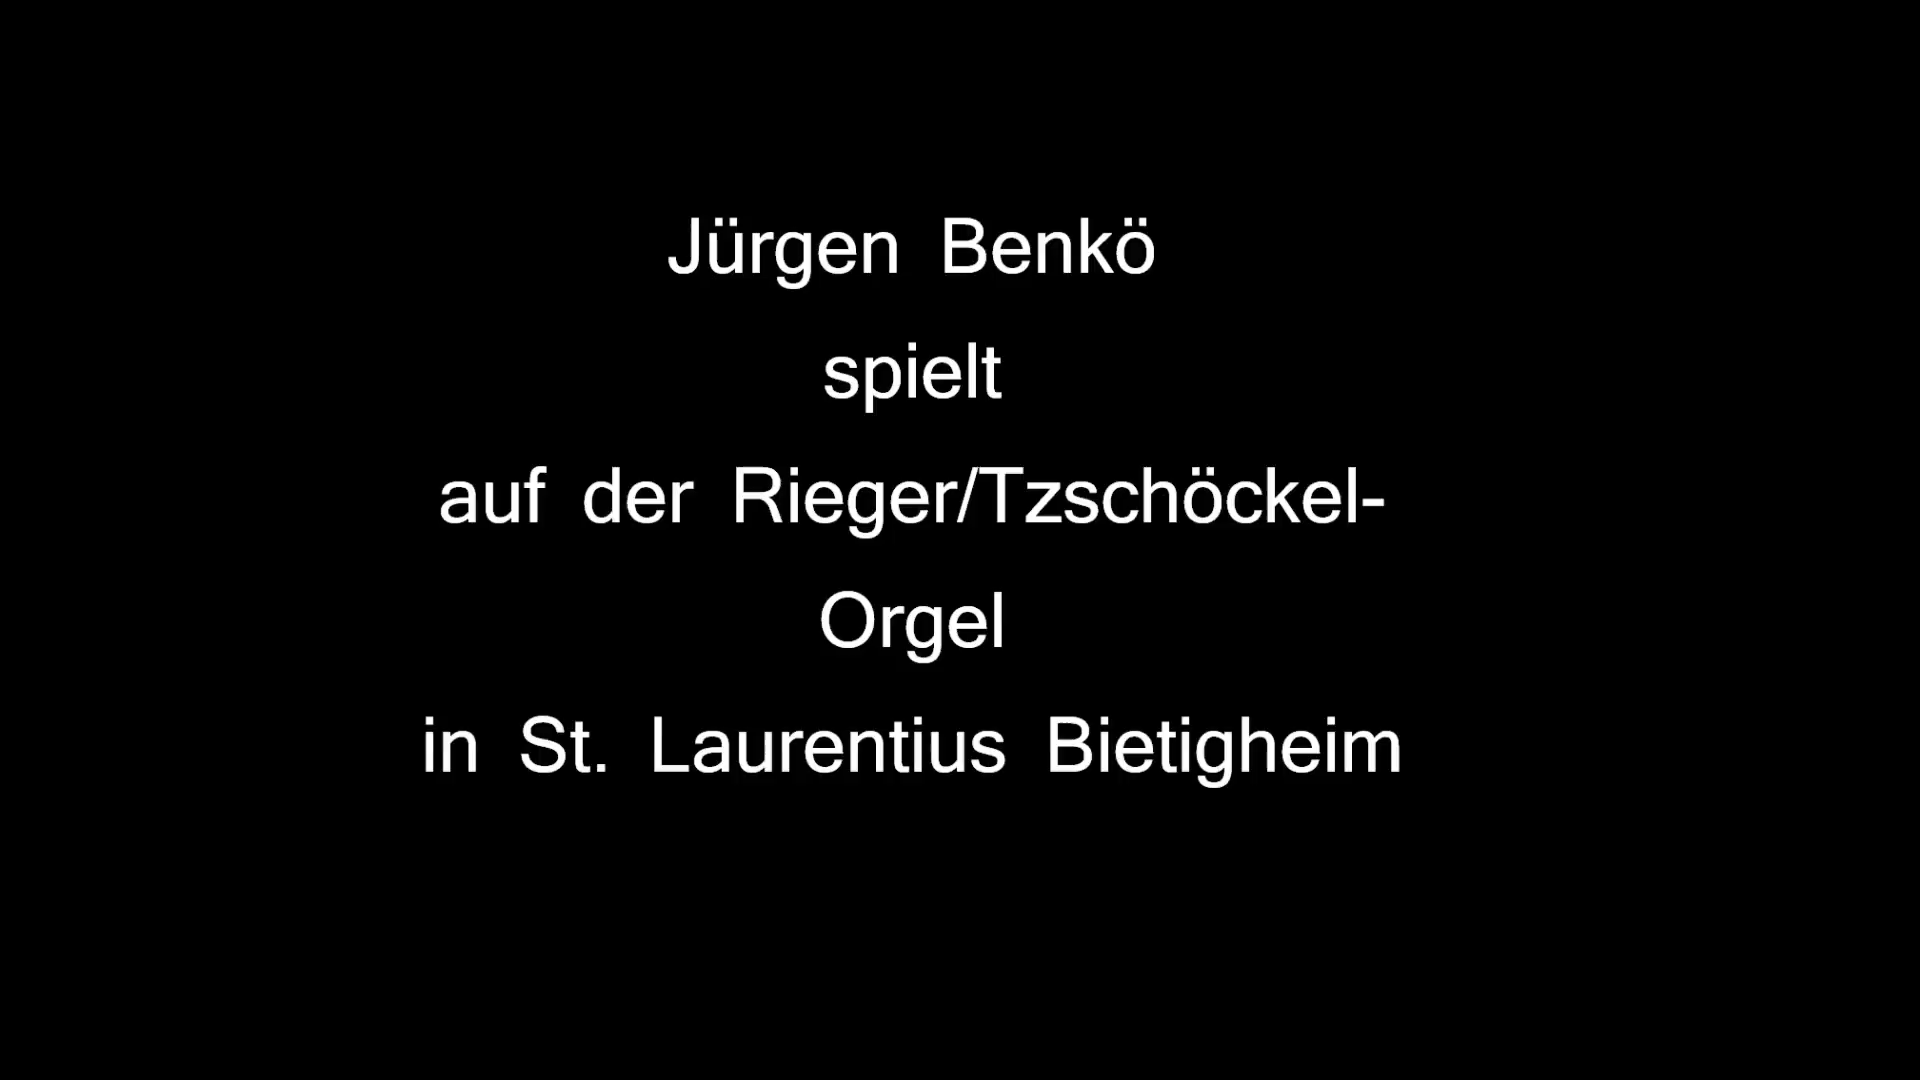 Jürgen Benkö
spielt
auf der Rieger/Tzschöckel-
Orgel
in St. Laurentius Bietigheim